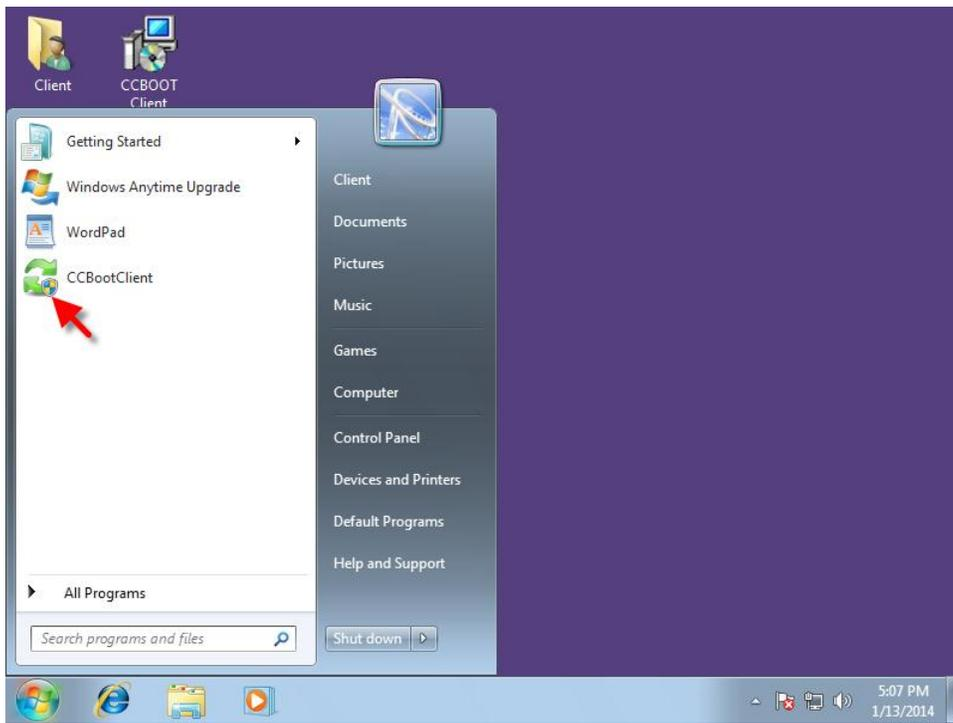 Client
CCBOOT
Client
Getting Started
Windows Anytime Upgrade
WordPad
CCBootClient
All Programs
Search programs and files
Client
Documents
Pictures
Music
Games
Computer
Control Panel
Devices and Printers
Default Programs
Help and Support
Shut down
5:07 PM
1/13/2014